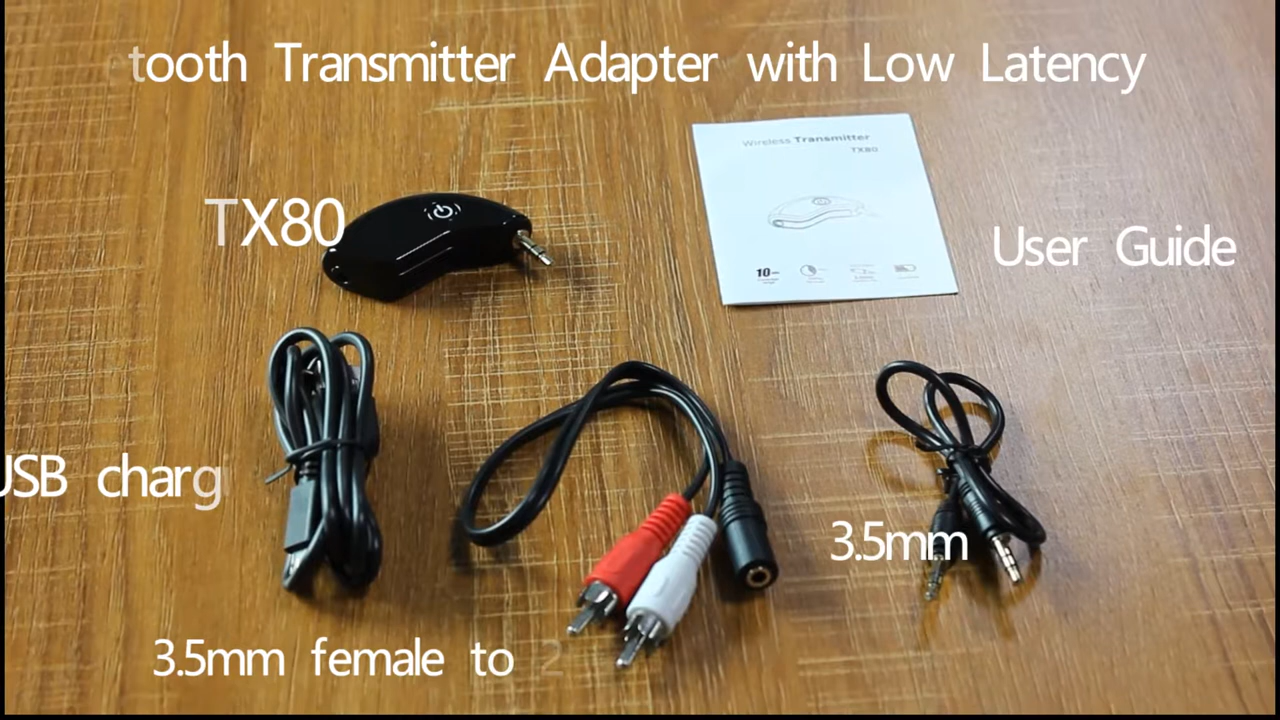 tooth Transmitter Adapter with Low Latency
Wireless Transmitter
TX80
TX80
User Guide
USB charg
3.5mm
3.5mm female to 2